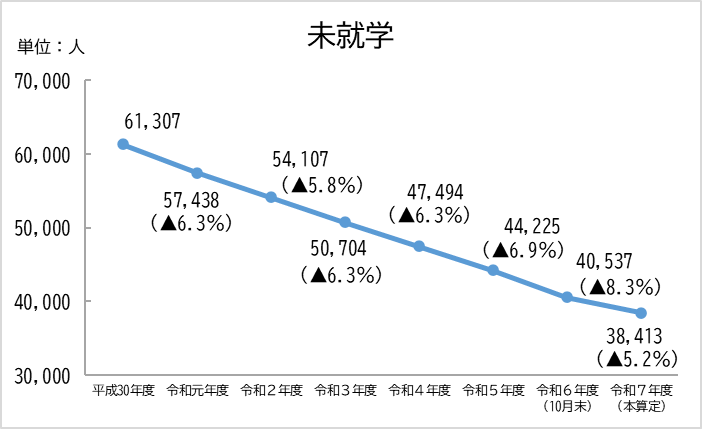 未就学
単位：人
70,000
60,000
50,000
40,000
30,000
61,307
57,438
(▲6.3%)
54,107
(▲5.8%)
50,704
(▲6.3%)
47,494
(▲6.3%)
44,225
(▲6.9%)
40,537
(▲8.3%)
38,413
(▲5.2%)
平成30年度
令和元年度
令和２年度
令和３年度
令和４年度
令和５年度
令和６年度
（10月末）
令和７年度
（本算定）